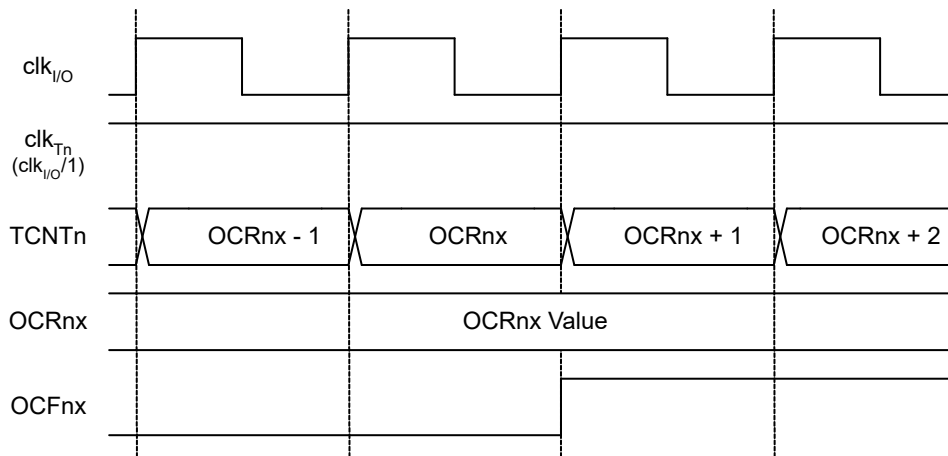 clkI/O
clkTn
(clkI/O/1)
TCNTn OCRnx - 1 OCRnx OCRnx + 1 OCRnx + 2
OCRnx OCRnx Value
OCFnx